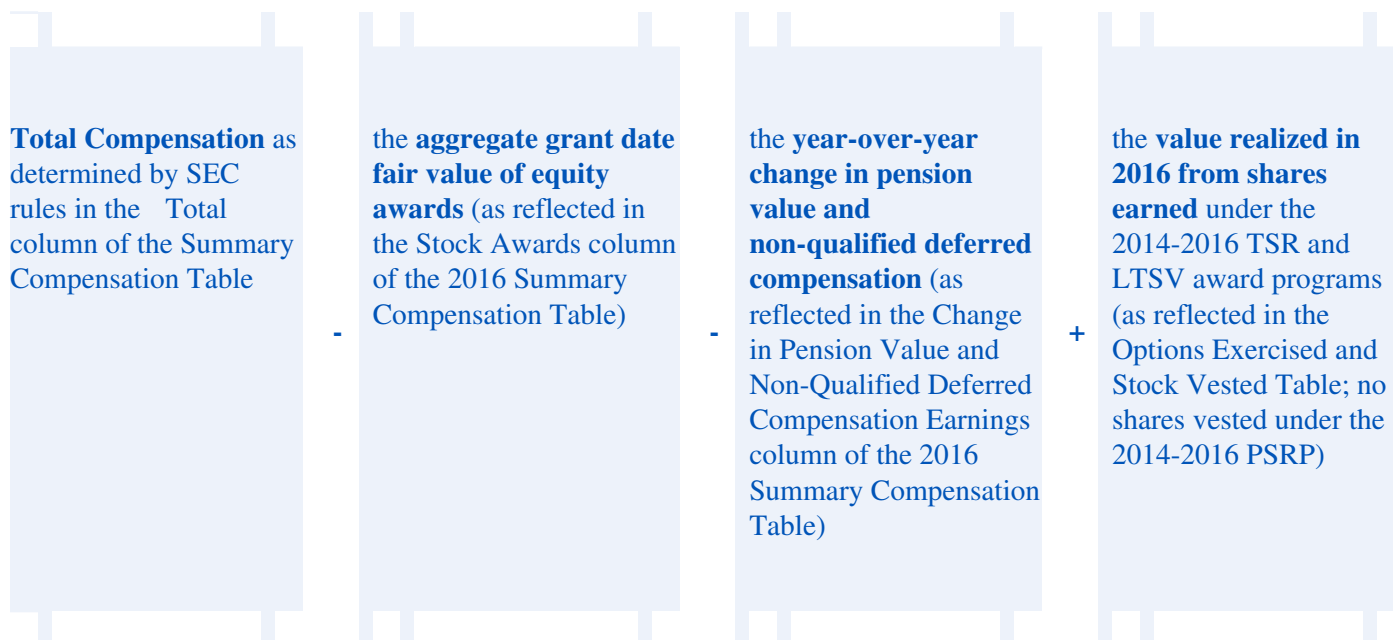 Total Compensation as
determined by SEC
rules in the Total
column of the Summary
Compensation Table
-
the aggregate grant date
fair value of equity
awards (as reflected in
the Stock Awards column
of the 2016 Summary
Compensation Table)
-
the year-over-year
change in pension
value and
non-qualified deferred
compensation (as
reflected in the Change
in Pension Value and
Non-Qualified Deferred
Compensation Earnings
column of the 2016
Summary Compensation
Table)
+
the value realized in
2016 from shares
earned under the
2014-2016 TSR and
LTSV award programs
(as reflected in the
Options Exercised and
Stock Vested Table; no
shares vested under the
2014-2016 PSRP)